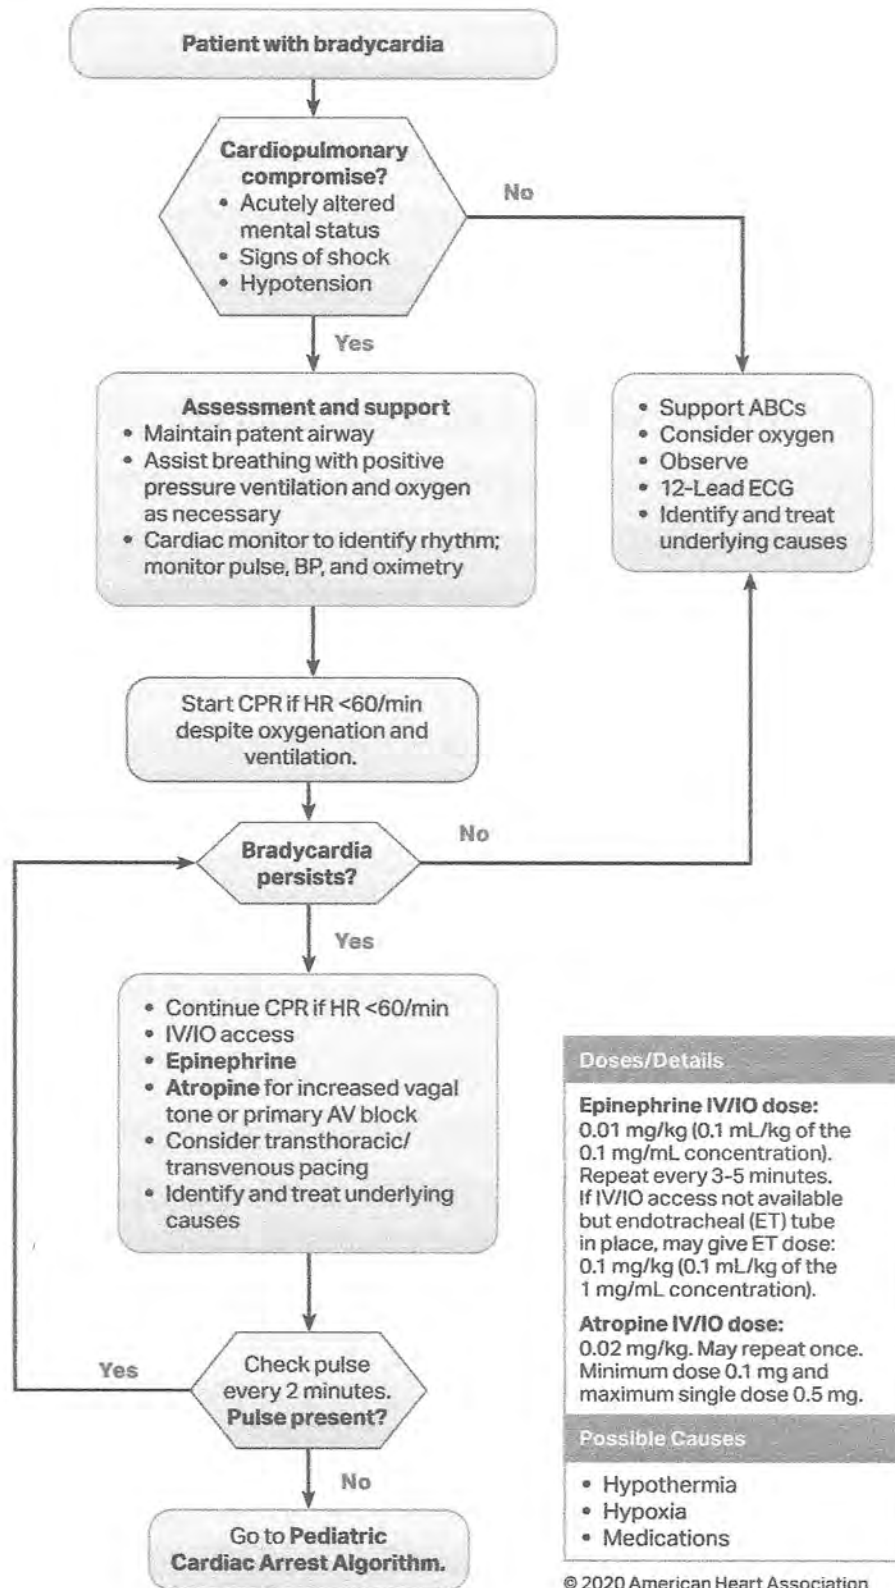 Patient with bradycardia
Cardiopulmonary
compromise?
• Acutely altered
mental status
• Signs of shock
• Hypotension
No
Yes
Assessment and support
• Maintain patent airway
• Assist breathing with positive
pressure ventilation and oxygen
as necessary
• Cardiac monitor to identify rhythm;
monitor pulse, BP, and oximetry
• Support ABCs
• Consider oxygen
• Observe
• 12-Lead ECG
• Identify and treat
underlying causes
Start CPR if HR <60/min
despite oxygenation and
ventilation.
Bradycardia
persists?
No
Yes
• Continue CPR if HR <60/min
• IV/IO access
• Epinephrine
• Atropine for increased vagal
tone or primary AV block
• Consider transthoracic/
transvenous pacing
• Identify and treat underlying
causes
Check pulse
every 2 minutes.
Pulse present?
Yes
No
Go to Pediatric
Cardiac Arrest Algorithm.
Doses/Details
Epinephrine IV/IO dose:
0.01 mg/kg (0.1 mL/kg of the
0.1 mg/mL concentration).
Repeat every 3-5 minutes.
If IV/IO access not available
but endotracheal (ET) tube
in place, may give ET dose:
0.1 mg/kg (0.1 mL/kg of the
1 mg/mL concentration).
Atropine IV/IO dose:
0.02 mg/kg. May repeat once.
Minimum dose 0.1 mg and
maximum single dose 0.5 mg.
Possible Causes
• Hypothermia
• Hypoxia
• Medications
© 2020 American Heart Association